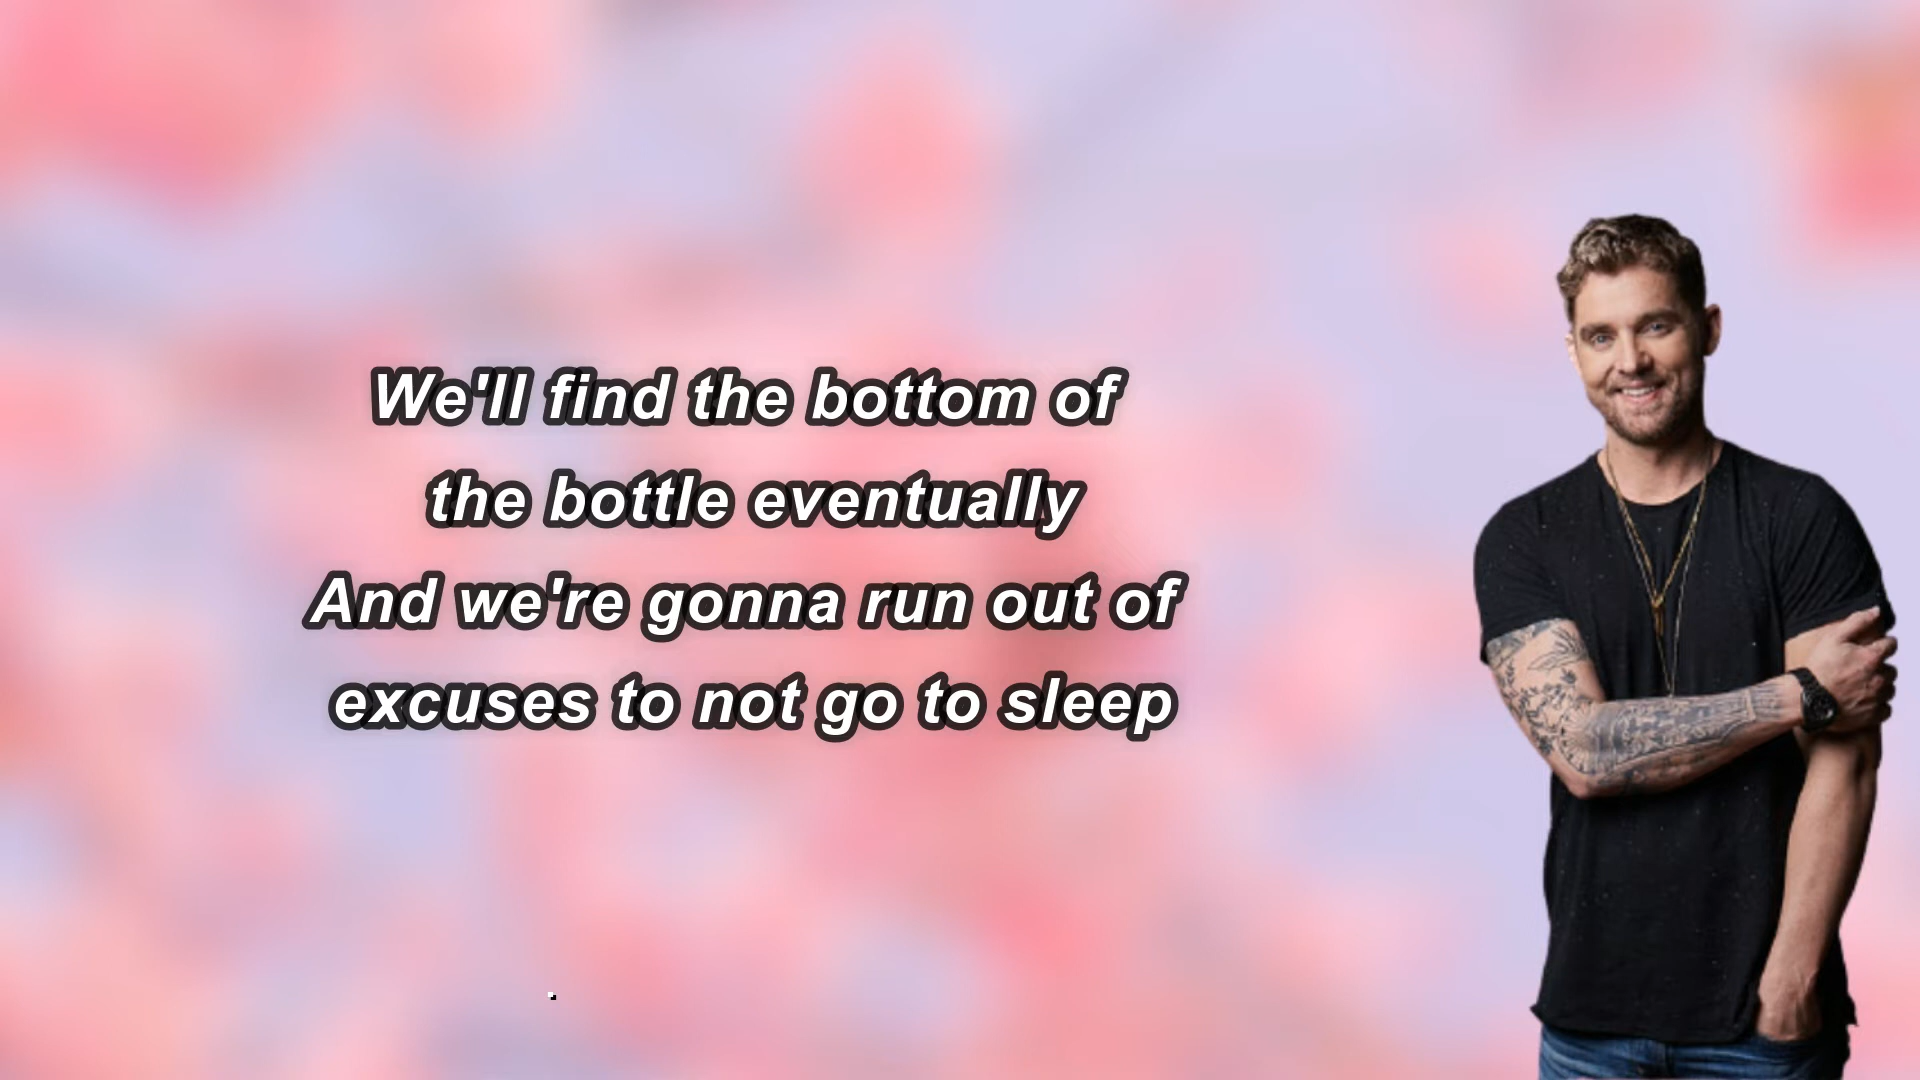 We'll find the bottom of
the bottle eventually
And we're gonna run out of
excuses to not go to sleep